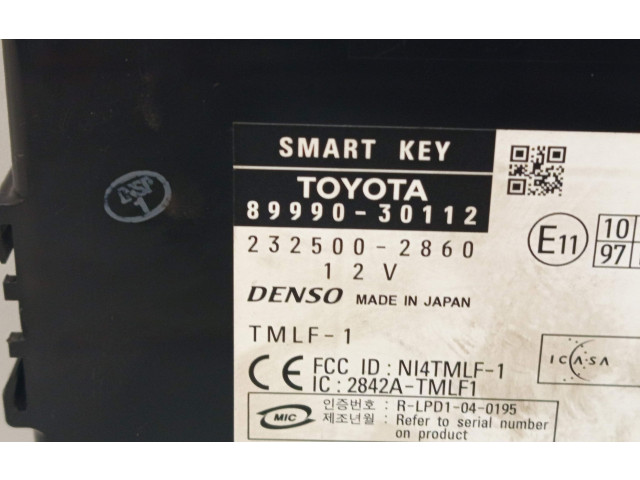 SMART KEY
TOYOTA
89990-30112
232500-2860
12V
DENSO MADE IN JAPAN
TMLF-1
CE FCC ID : NI4TMLF-1
IC : 2842A-TMLF1
MIC 인증번호 : R-LPD1-04-0195
제조년월 : Refer to serial number
on product
E11
10
97
ICASA